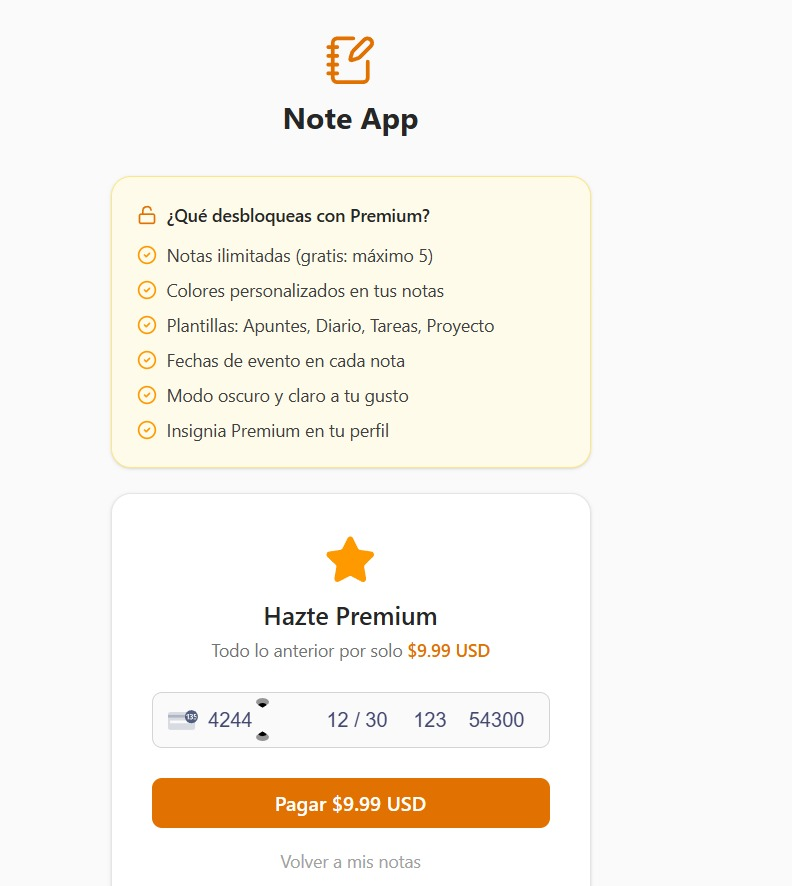 Note App
¿Qué desbloqueas con Premium?
Notas ilimitadas (gratis: máximo 5)
Colores personalizados en tus notas
Plantillas: Apuntes, Diario, Tareas, Proyecto
Fechas de evento en cada nota
Modo oscuro y claro a tu gusto
Insignia Premium en tu perfil
Hazte Premium
Todo lo anterior por solo $9.99 USD
135 4244 12 / 30 123 54300
Pagar $9.99 USD
Volver a mis notas